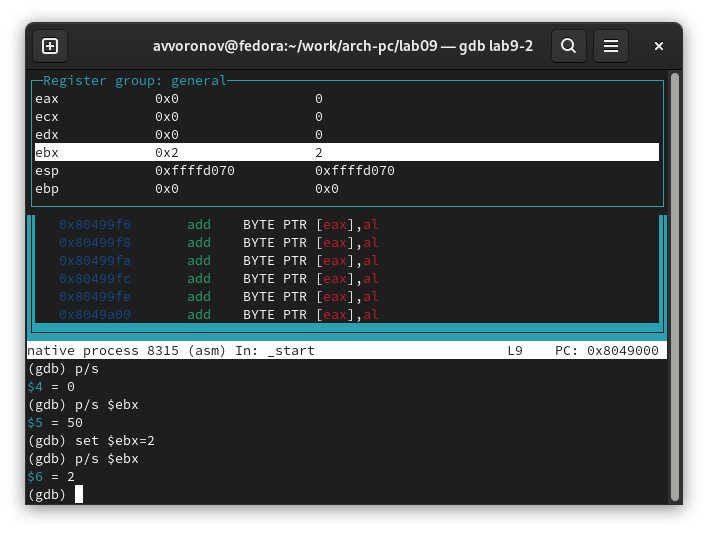 avvoronov@fedora:~/work/arch-pc/lab09 — gdb lab9-2
Register group: general
eax 0x0 0
ecx 0x0 0
edx 0x0 0
ebx 0x2 2
esp 0xffffd070 0xffffd070
ebp 0x0 0x0
0x80499f6 add BYTE PTR [eax],al
0x80499f8 add BYTE PTR [eax],al
0x80499fa add BYTE PTR [eax],al
0x80499fc add BYTE PTR [eax],al
0x80499fe add BYTE PTR [eax],al
0x8049a00 add BYTE PTR [eax],al
native process 8315 (asm) In: _start L9 PC: 0x8049000
(gdb) p/s
$4 = 0
(gdb) p/s $ebx
$5 = 50
(gdb) set $ebx=2
(gdb) p/s $ebx
$6 = 2
(gdb)